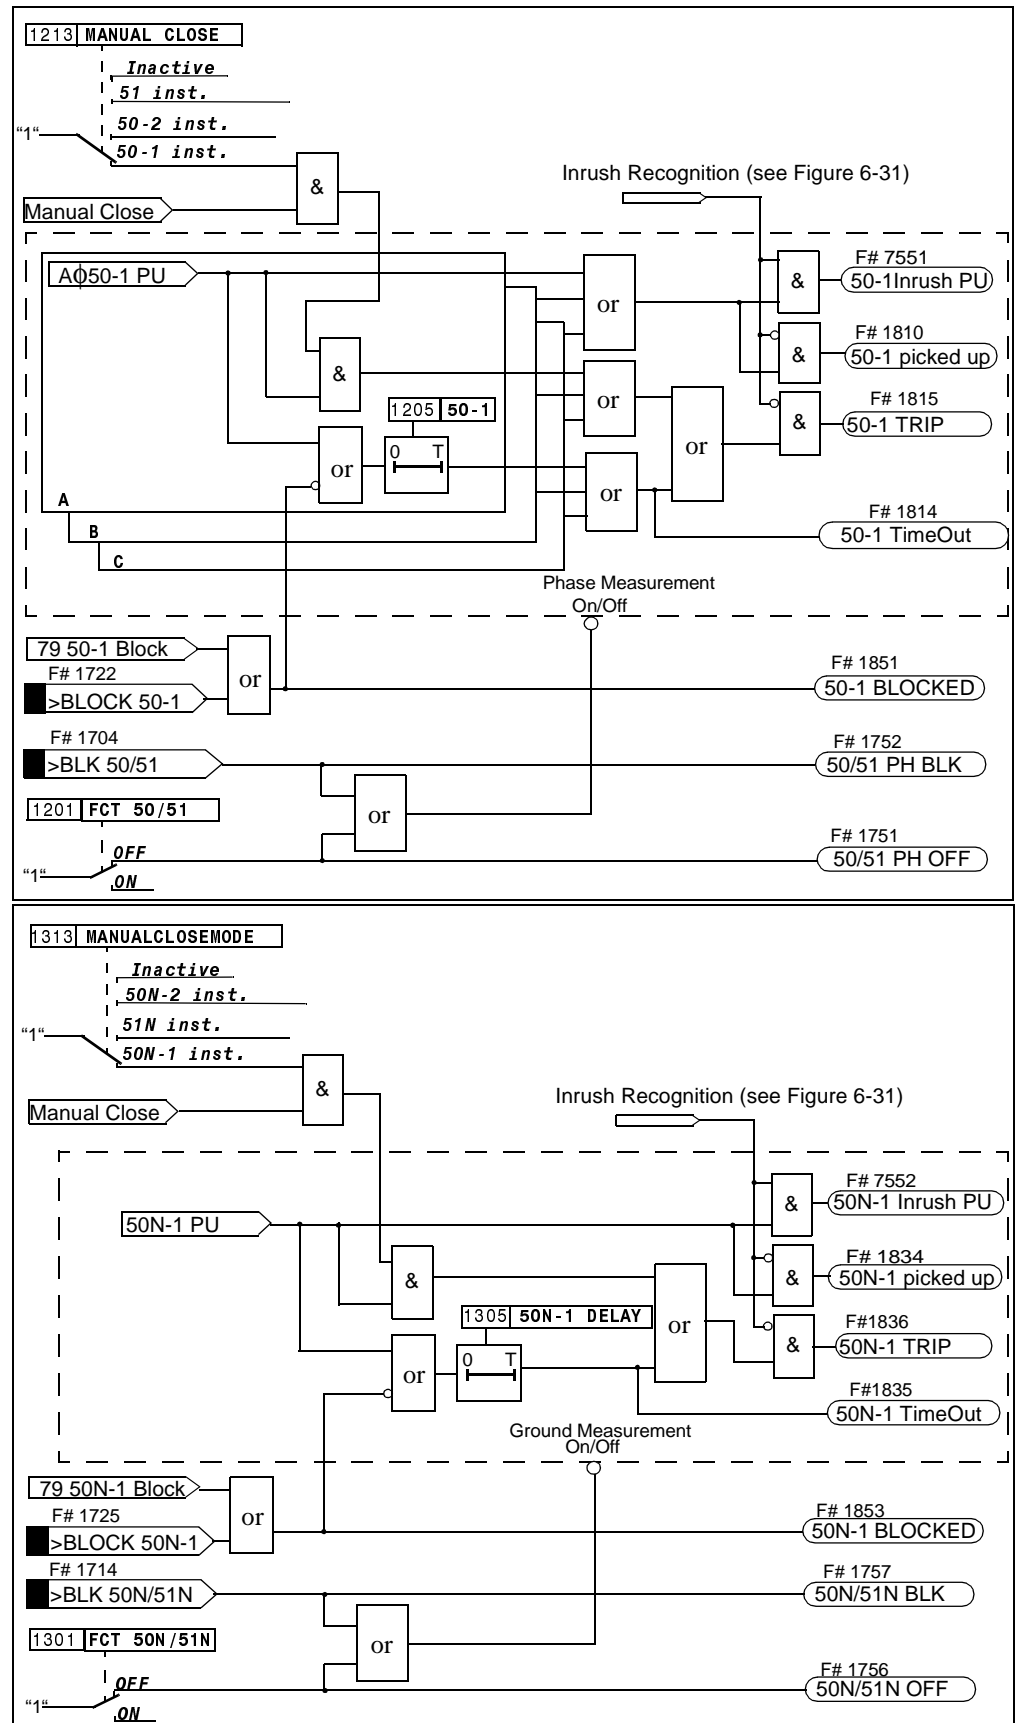 1213 MANUAL CLOSE
Inactive
51 inst.
50-2 inst.
“1“
50-1 inst.
&
Manual Close
Inrush Recognition (see Figure 6-31)
AϕI50-1 PU
or
&
F# 7551
50-1Inrush PU
&
F# 1810
50-1 picked up
&
or
1205 50-1
or
0 T
or
or
&
F# 1815
50-1 TRIP
F# 1814
50-1 TimeOut
A
B
C
Phase Measurement
On/Off
79 50-1 Block
F# 1722
>BLOCK 50-1
or
F# 1851
50-1 BLOCKED
F# 1704
>BLK 50/51
F# 1752
50/51 PH BLK
or
1201 FCT 50/51
OFF
“1“
ON
F# 1751
50/51 PH OFF
1313 MANUALCLOSEMODE
Inactive
50N-2 inst.
51N inst.
“1“
50N-1 inst.
&
Manual Close
Inrush Recognition (see Figure 6-31)
50N-1 PU
&
F# 7552
50N-1 Inrush PU
&
F# 1834
50N-1 picked up
&
1305 50N-1 DELAY
or
0 T
or
&
F#1836
50N-1 TRIP
F#1835
50N-1 TimeOut
Ground Measurement
On/Off
79 50N-1 Block
F# 1725
>BLOCK 50N-1
or
F# 1853
50N-1 BLOCKED
F# 1714
>BLK 50N/51N
F# 1757
50N/51N BLK
or
1301 FCT 50N/51N
OFF
“1“
ON
F# 1756
50N/51N OFF